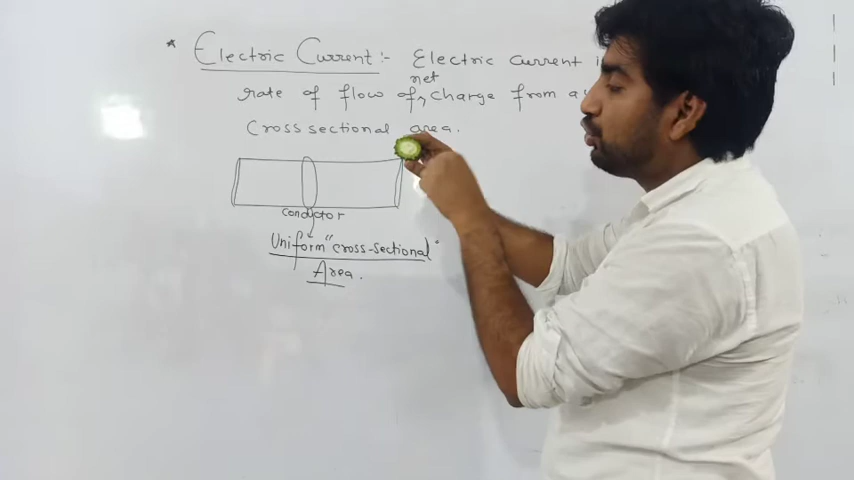 * Electric Current :- Electric current i
rate of flow of net charge from a
Cross sectional area.
conductor
Uniform "cross-sectional"
Area.